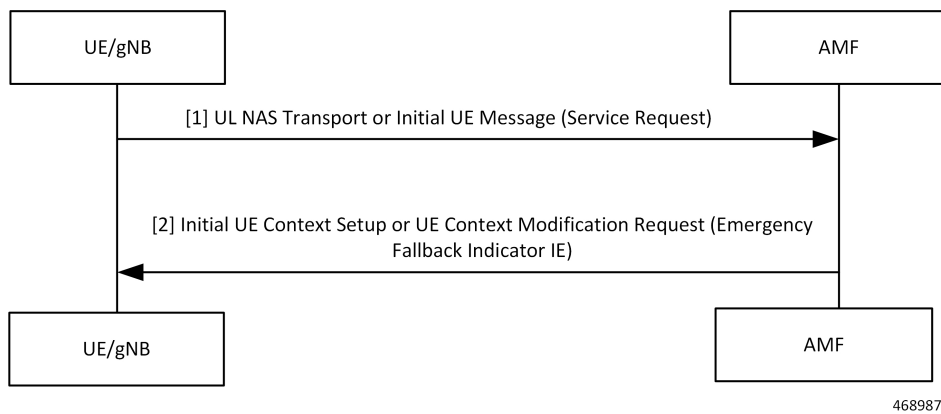 UE/gNB
AMF
[1] UL NAS Transport or Initial UE Message (Service Request)
[2] Initial UE Context Setup or UE Context Modification Request (Emergency
Fallback Indicator IE)
UE/gNB
AMF
468987